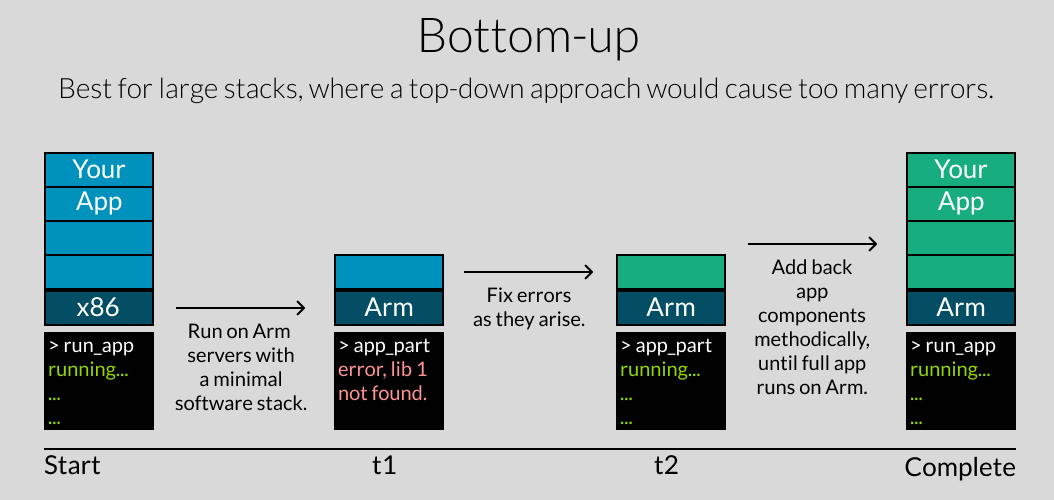 Bottom-up
Best for large stacks, where a top-down approach would cause too many errors.
Your
App
x86
> run_app
running...
...
...
Run on Arm
servers with
a minimal
software stack.
Arm
> app_part
error, lib 1
not found.
Fix errors
as they arise.
Arm
> app_part
running...
...
...
Add back
app
components
methodically,
until full app
runs on Arm.
Your
App
Arm
> run_app
running...
...
...
Start
t1
t2
Complete